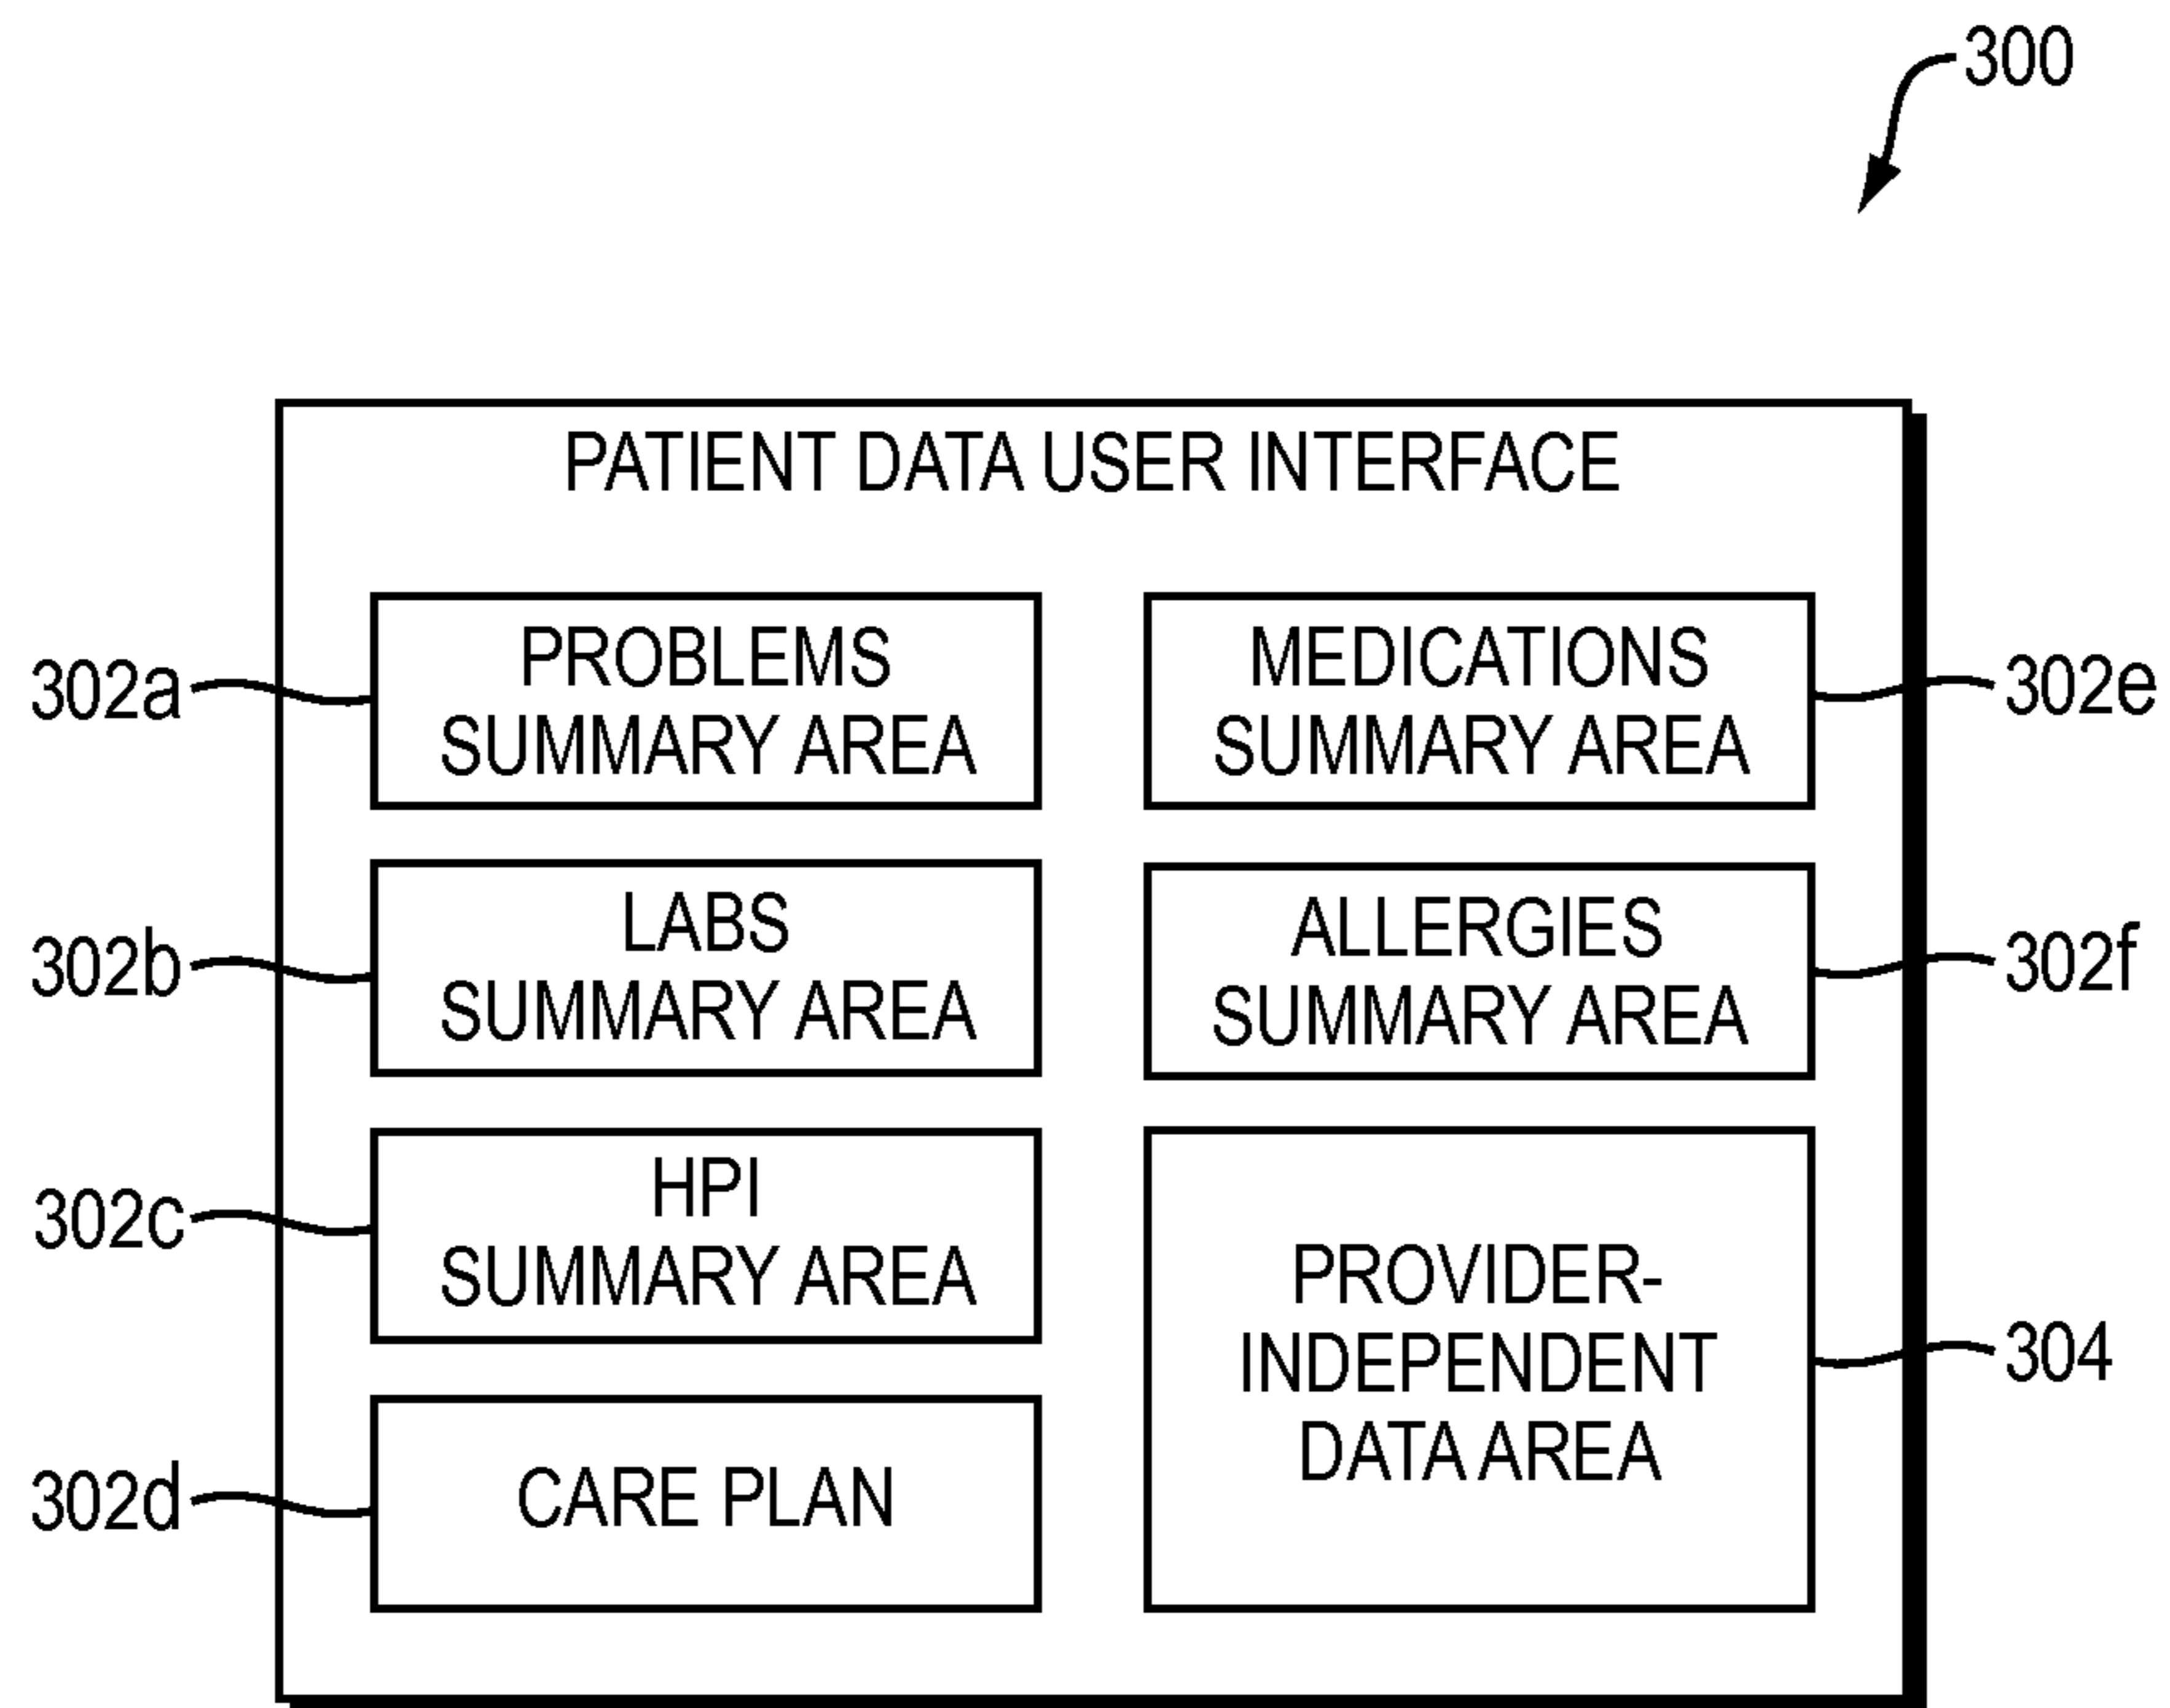 300
PATIENT DATA USER INTERFACE
302a
PROBLEMS
SUMMARY AREA
302b
LABS
SUMMARY AREA
302c
HPI
SUMMARY AREA
302d
CARE PLAN
MEDICATIONS
SUMMARY AREA
302e
ALLERGIES
SUMMARY AREA
302f
PROVIDER-
INDEPENDENT
DATA AREA
304